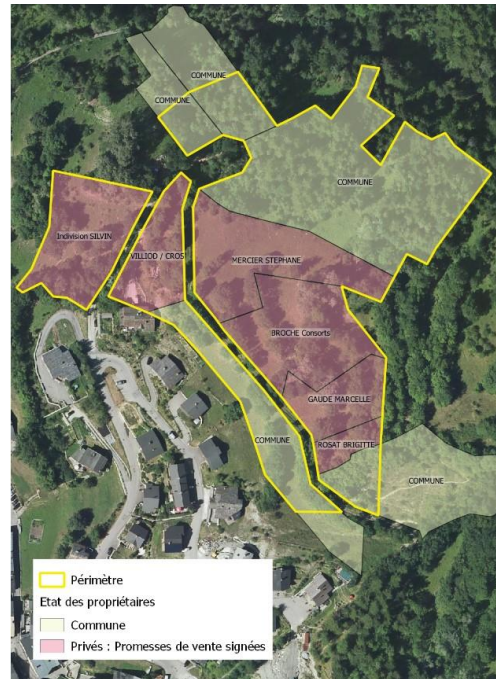 COMMUNE
COMMUNE
COMMUNE
Indivision SILVIN
VILLIOD / CROS
MERCIER STEPHANE
BROCHE Consorts
GAUDE MARCELLE
COMMUNE
ROSAT BRIGITTE
COMMUNE
Périmètre
Etat des propriétaires
Commune
Privés : Promesses de vente signées